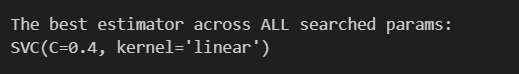 The best estimator across ALL searched params:
SVC(C=0.4, kernel='linear')